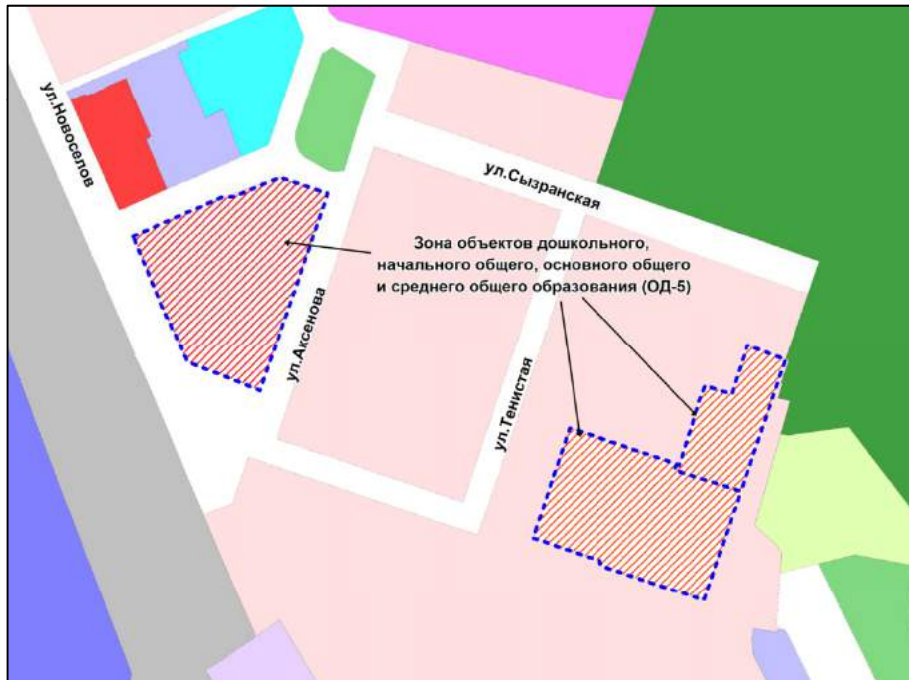 ул.Новоселов
ул.Сызранская
Зона объектов дошкольного,
начального общего, основного общего
и среднего общего образования (ОД-5)
ул.Аксенова
ул.Тенистая